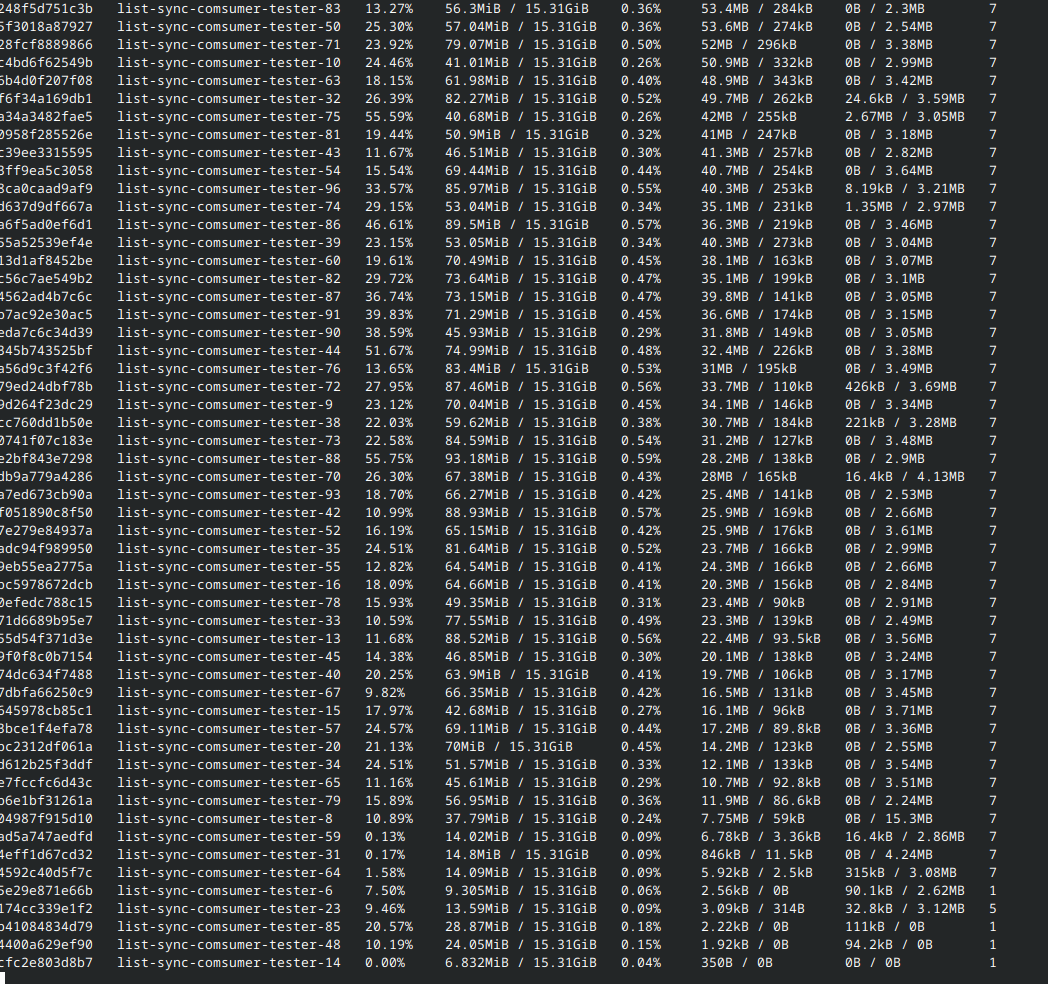 248f5d751c3b list-sync-comsumer-tester-83 13.27% 56.3MiB / 15.31GiB 0.36% 53.4MB / 284kB 0B / 2.3MB 7
5f3018a87927 list-sync-comsumer-tester-50 25.30% 57.04MiB / 15.31GiB 0.36% 53.6MB / 274kB 0B / 2.54MB 7
28fcf8889866 list-sync-comsumer-tester-71 23.92% 79.07MiB / 15.31GiB 0.50% 52MB / 296kB 0B / 3.38MB 7
c4bd6f62549b list-sync-comsumer-tester-10 24.46% 41.01MiB / 15.31GiB 0.26% 50.9MB / 332kB 0B / 2.99MB 7
6b4d0f207f08 list-sync-comsumer-tester-63 18.15% 61.98MiB / 15.31GiB 0.40% 48.9MB / 343kB 0B / 3.42MB 7
f6f34a169db1 list-sync-comsumer-tester-32 26.39% 82.27MiB / 15.31GiB 0.52% 49.7MB / 262kB 24.6kB / 3.59MB 7
a34a3482fae5 list-sync-comsumer-tester-75 55.59% 40.68MiB / 15.31GiB 0.26% 42MB / 255kB 2.67MB / 3.05MB 7
0958f285526e list-sync-comsumer-tester-81 19.44% 50.9MiB / 15.31GiB 0.32% 41MB / 247kB 0B / 3.18MB 7
c39ee3315595 list-sync-comsumer-tester-43 11.67% 46.51MiB / 15.31GiB 0.30% 41.3MB / 257kB 0B / 2.82MB 7
3ff9ea5c3058 list-sync-comsumer-tester-54 15.54% 69.44MiB / 15.31GiB 0.44% 40.7MB / 254kB 0B / 3.64MB 7
3ca0caad9af9 list-sync-comsumer-tester-96 33.57% 85.97MiB / 15.31GiB 0.55% 40.3MB / 253kB 8.19kB / 3.21MB 7
d637d9df667a list-sync-comsumer-tester-74 29.15% 53.04MiB / 15.31GiB 0.34% 35.1MB / 231kB 1.35MB / 2.97MB 7
a6f5ad0ef6d1 list-sync-comsumer-tester-86 46.61% 89.5MiB / 15.31GiB 0.57% 36.3MB / 219kB 0B / 3.46MB 7
55a52539ef4e list-sync-comsumer-tester-39 23.15% 53.05MiB / 15.31GiB 0.34% 40.3MB / 273kB 0B / 3.04MB 7
13d1af8452be list-sync-comsumer-tester-60 19.61% 70.49MiB / 15.31GiB 0.45% 38.1MB / 163kB 0B / 3.07MB 7
c56c7ae549b2 list-sync-comsumer-tester-82 29.72% 73.64MiB / 15.31GiB 0.47% 35.1MB / 199kB 0B / 3.1MB 7
4562ad4b7c6c list-sync-comsumer-tester-87 36.74% 73.15MiB / 15.31GiB 0.47% 39.8MB / 141kB 0B / 3.05MB 7
b7ac92e30ac5 list-sync-comsumer-tester-91 39.83% 71.29MiB / 15.31GiB 0.45% 36.6MB / 174kB 0B / 3.15MB 7
eda7c6c34d39 list-sync-comsumer-tester-90 38.59% 45.93MiB / 15.31GiB 0.29% 31.8MB / 149kB 0B / 3.05MB 7
345b743525bf list-sync-comsumer-tester-44 51.67% 74.99MiB / 15.31GiB 0.48% 32.4MB / 226kB 0B / 3.38MB 7
a56d9c3f42f6 list-sync-comsumer-tester-76 13.65% 83.4MiB / 15.31GiB 0.53% 31MB / 195kB 0B / 3.49MB 7
79ed24dbf78b list-sync-comsumer-tester-72 27.95% 87.46MiB / 15.31GiB 0.56% 33.7MB / 110kB 426kB / 3.69MB 7
9d264f23dc29 list-sync-comsumer-tester-9 23.12% 70.04MiB / 15.31GiB 0.45% 34.1MB / 146kB 0B / 3.34MB 7
cc760dd1b50e list-sync-comsumer-tester-38 22.03% 59.62MiB / 15.31GiB 0.38% 30.7MB / 184kB 221kB / 3.28MB 7
0741f07c183e list-sync-comsumer-tester-73 22.58% 84.59MiB / 15.31GiB 0.54% 31.2MB / 127kB 0B / 3.48MB 7
e2bf843e7298 list-sync-comsumer-tester-88 55.75% 93.18MiB / 15.31GiB 0.59% 28.2MB / 138kB 0B / 2.9MB 7
db9a779a4286 list-sync-comsumer-tester-70 26.30% 67.38MiB / 15.31GiB 0.43% 28MB / 165kB 16.4kB / 4.13MB 7
a7ed673cb90a list-sync-comsumer-tester-93 18.70% 66.27MiB / 15.31GiB 0.42% 25.4MB / 141kB 0B / 2.53MB 7
f051890c8f50 list-sync-comsumer-tester-42 10.99% 88.93MiB / 15.31GiB 0.57% 25.9MB / 169kB 0B / 2.66MB 7
7e279e84937a list-sync-comsumer-tester-52 16.19% 65.15MiB / 15.31GiB 0.42% 25.9MB / 176kB 0B / 3.61MB 7
adc94f989950 list-sync-comsumer-tester-35 24.51% 81.64MiB / 15.31GiB 0.52% 23.7MB / 166kB 0B / 2.99MB 7
9eb55ea2775a list-sync-comsumer-tester-55 12.82% 64.54MiB / 15.31GiB 0.41% 24.3MB / 166kB 0B / 2.66MB 7
bc5978672dcb list-sync-comsumer-tester-16 18.09% 64.66MiB / 15.31GiB 0.41% 20.3MB / 156kB 0B / 2.84MB 7
0efedc788c15 list-sync-comsumer-tester-78 15.93% 49.35MiB / 15.31GiB 0.31% 23.4MB / 90kB 0B / 2.91MB 7
71d6689b95e7 list-sync-comsumer-tester-33 10.59% 77.55MiB / 15.31GiB 0.49% 23.3MB / 139kB 0B / 2.49MB 7
55d54f371d3e list-sync-comsumer-tester-13 11.68% 88.52MiB / 15.31GiB 0.56% 22.4MB / 93.5kB 0B / 3.56MB 7
9f0f8c0b7154 list-sync-comsumer-tester-45 14.38% 46.85MiB / 15.31GiB 0.30% 20.1MB / 138kB 0B / 3.24MB 7
74dc634f7488 list-sync-comsumer-tester-40 20.25% 63.9MiB / 15.31GiB 0.41% 19.7MB / 106kB 0B / 3.17MB 7
7dbfa66250c9 list-sync-comsumer-tester-67 9.82% 66.35MiB / 15.31GiB 0.42% 16.5MB / 131kB 0B / 3.45MB 7
645978cb85c1 list-sync-comsumer-tester-15 17.97% 42.68MiB / 15.31GiB 0.27% 16.1MB / 96kB 0B / 3.71MB 7
3bce1f4efa78 list-sync-comsumer-tester-57 24.57% 69.11MiB / 15.31GiB 0.44% 17.2MB / 89.8kB 0B / 3.36MB 7
bc2312df061a list-sync-comsumer-tester-20 21.13% 70MiB / 15.31GiB 0.45% 14.2MB / 123kB 0B / 2.55MB 7
d612b25f3ddf list-sync-comsumer-tester-34 24.51% 51.57MiB / 15.31GiB 0.33% 12.1MB / 133kB 0B / 3.54MB 7
e7fccfc6d43c list-sync-comsumer-tester-65 11.16% 45.61MiB / 15.31GiB 0.29% 10.7MB / 92.8kB 0B / 3.51MB 7
b6e1bf31261a list-sync-comsumer-tester-79 15.89% 56.95MiB / 15.31GiB 0.36% 11.9MB / 86.6kB 0B / 2.24MB 7
04987f915d10 list-sync-comsumer-tester-8 10.89% 37.79MiB / 15.31GiB 0.24% 7.75MB / 59kB 0B / 15.3MB 7
ad5a747aedfd list-sync-comsumer-tester-59 0.13% 14.02MiB / 15.31GiB 0.09% 6.78kB / 3.36kB 16.4kB / 2.86MB 7
4eff1d67cd32 list-sync-comsumer-tester-31 0.17% 14.8MiB / 15.31GiB 0.09% 846kB / 11.5kB 0B / 4.24MB 7
4592c40d5f7c list-sync-comsumer-tester-64 1.58% 14.09MiB / 15.31GiB 0.09% 5.92kB / 2.5kB 315kB / 3.08MB 7
5e29e871e66b list-sync-comsumer-tester-6 7.50% 9.305MiB / 15.31GiB 0.06% 2.56kB / 0B 90.1kB / 2.62MB 1
174cc339e1f2 list-sync-comsumer-tester-23 9.46% 13.59MiB / 15.31GiB 0.09% 3.09kB / 314B 32.8kB / 3.12MB 5
b41084834d79 list-sync-comsumer-tester-85 20.57% 28.87MiB / 15.31GiB 0.18% 2.22kB / 0B 111kB / 0B 1
4400a629ef90 list-sync-comsumer-tester-48 10.19% 24.05MiB / 15.31GiB 0.15% 1.92kB / 0B 94.2kB / 0B 1
cfc2e803d8b7 list-sync-comsumer-tester-14 0.00% 6.832MiB / 15.31GiB 0.04% 350B / 0B 0B / 0B 1